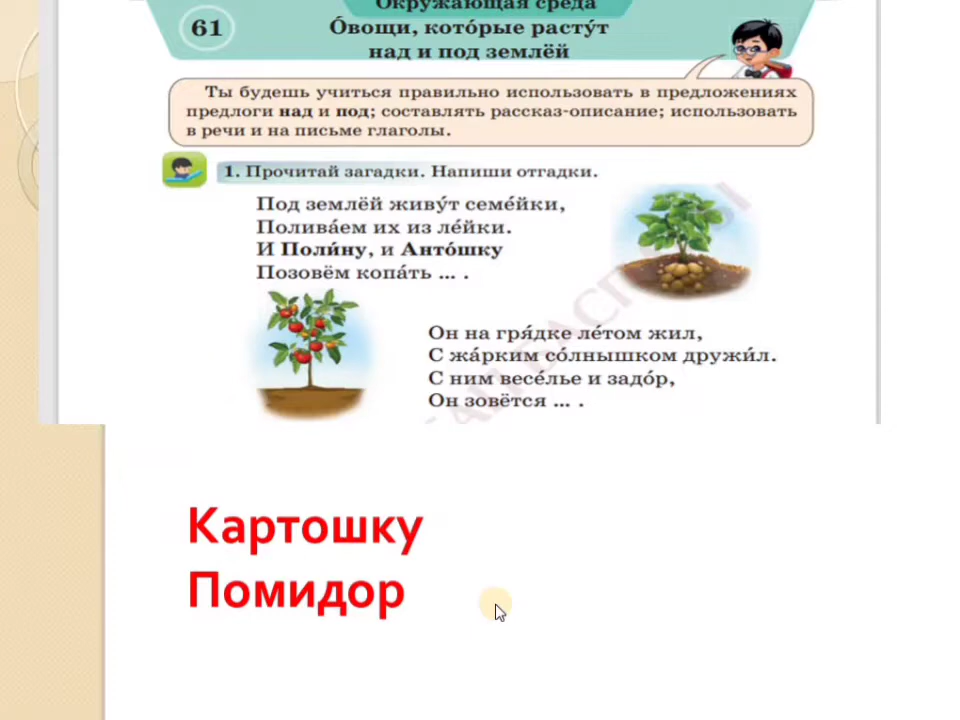 Окружающая среда
61
О́вощи, кото́рые расту́т
над и под землёй
Ты будешь учиться правильно использовать в предложениях
предлоги над и под; составлять рассказ-описание; использовать
в речи и на письме глаголы.
1. Прочитай загадки. Напиши отгадки.
Под землёй живу́т семе́йки,
Полива́ем их из ле́йки.
И Поли́ну, и Анто́шку
Позовём копа́ть ... .
Он на гря́дке ле́том жил,
С жа́рким со́лнышком дружи́л.
С ним весе́лье и задо́р,
Он зовётся ... .
Картошку
Помидор